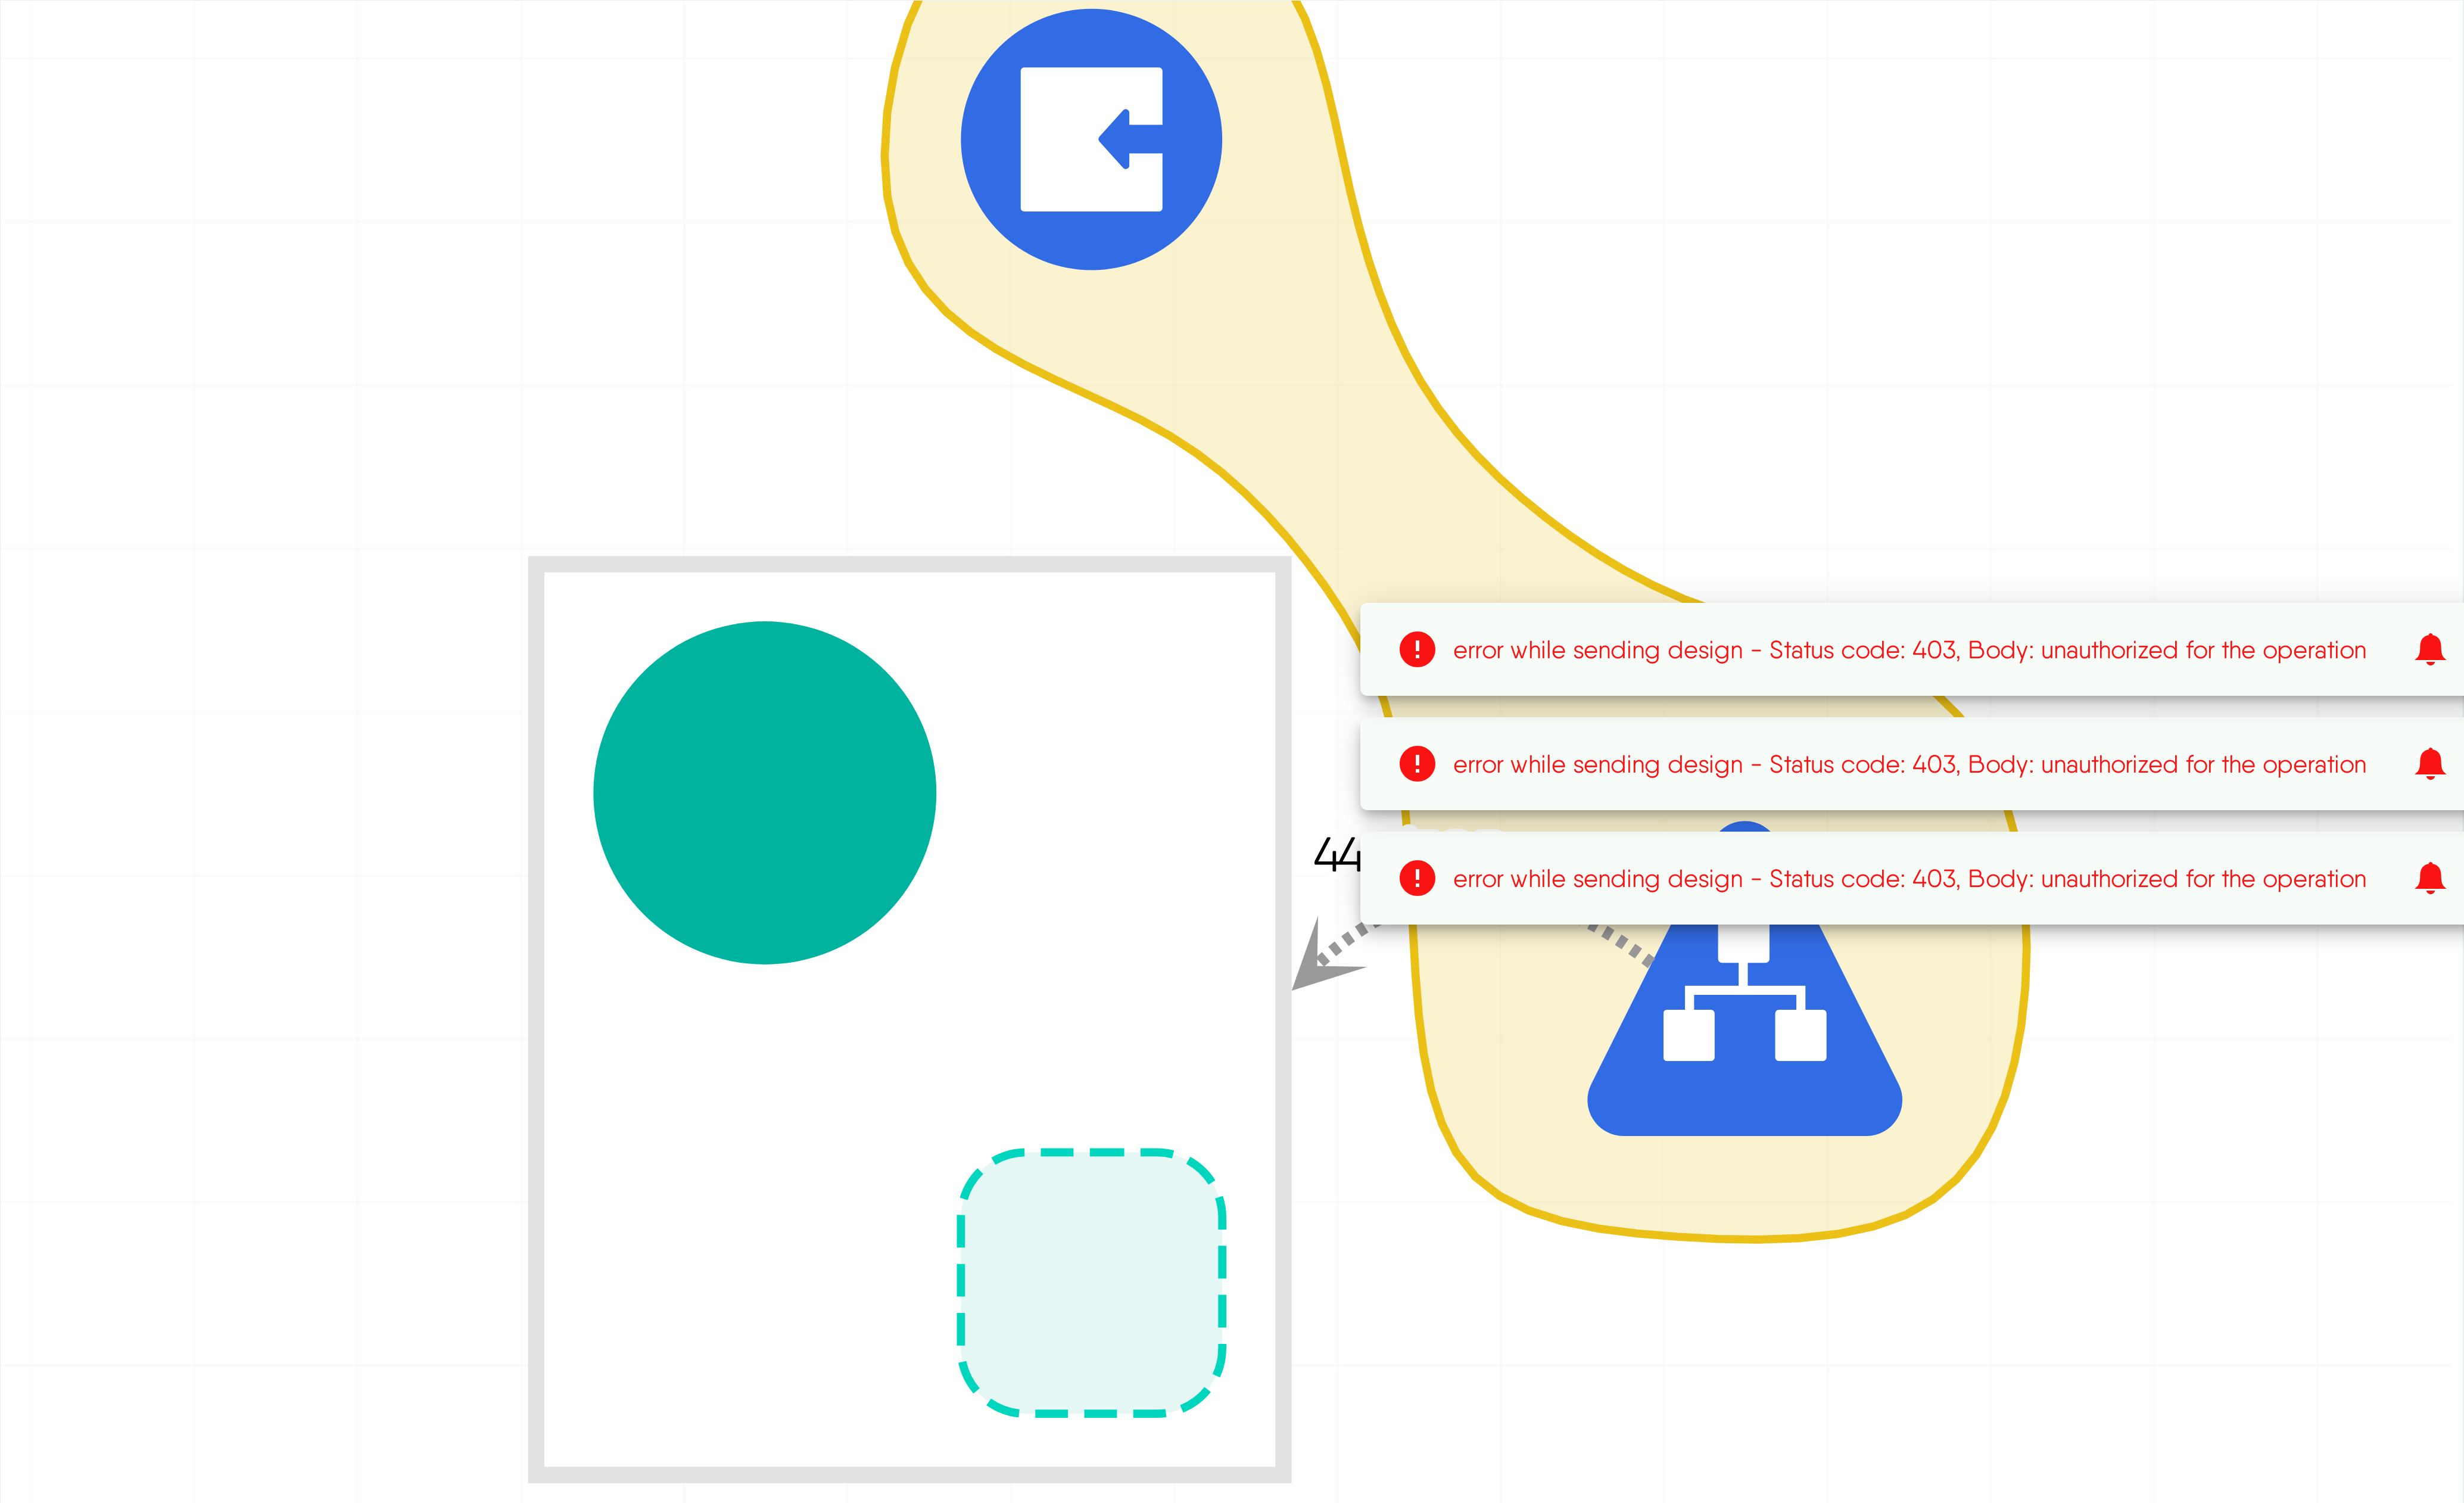 error while sending design - Status code: 403, Body: unauthorized for the operation
error while sending design - Status code: 403, Body: unauthorized for the operation
44
error while sending design - Status code: 403, Body: unauthorized for the operation